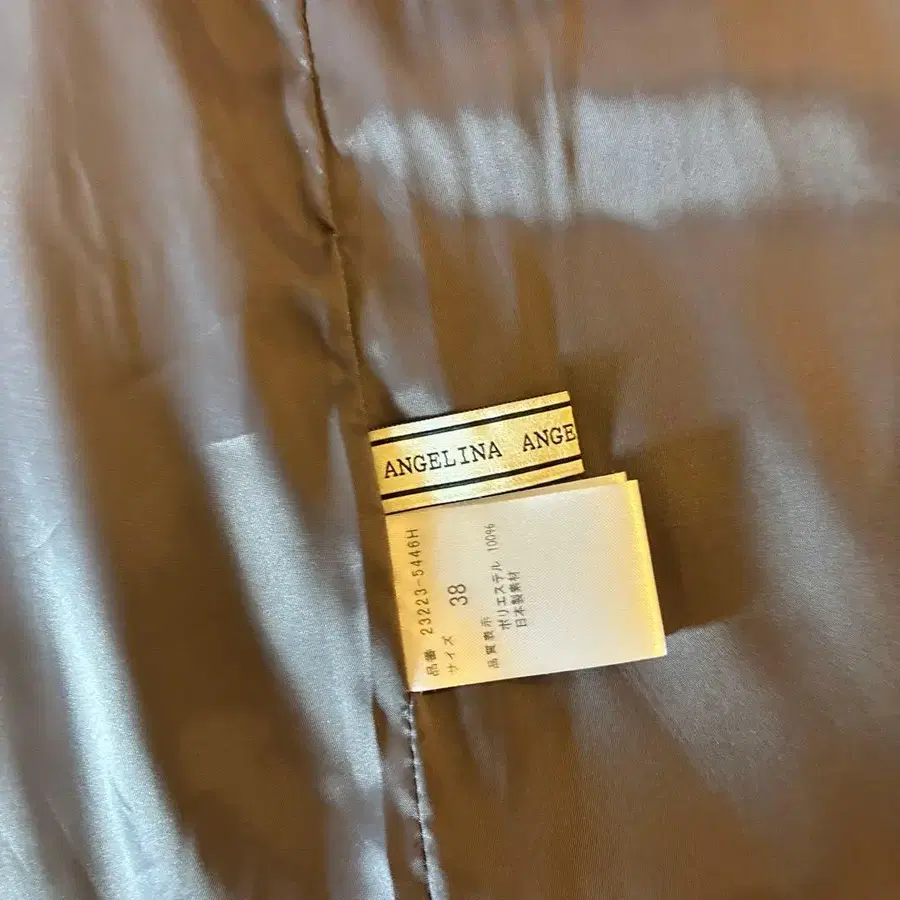 ANGELINA ANGE
品番 23223-5446H
サイズ 38
品質表示
ポリエステル 100%
日本製素材